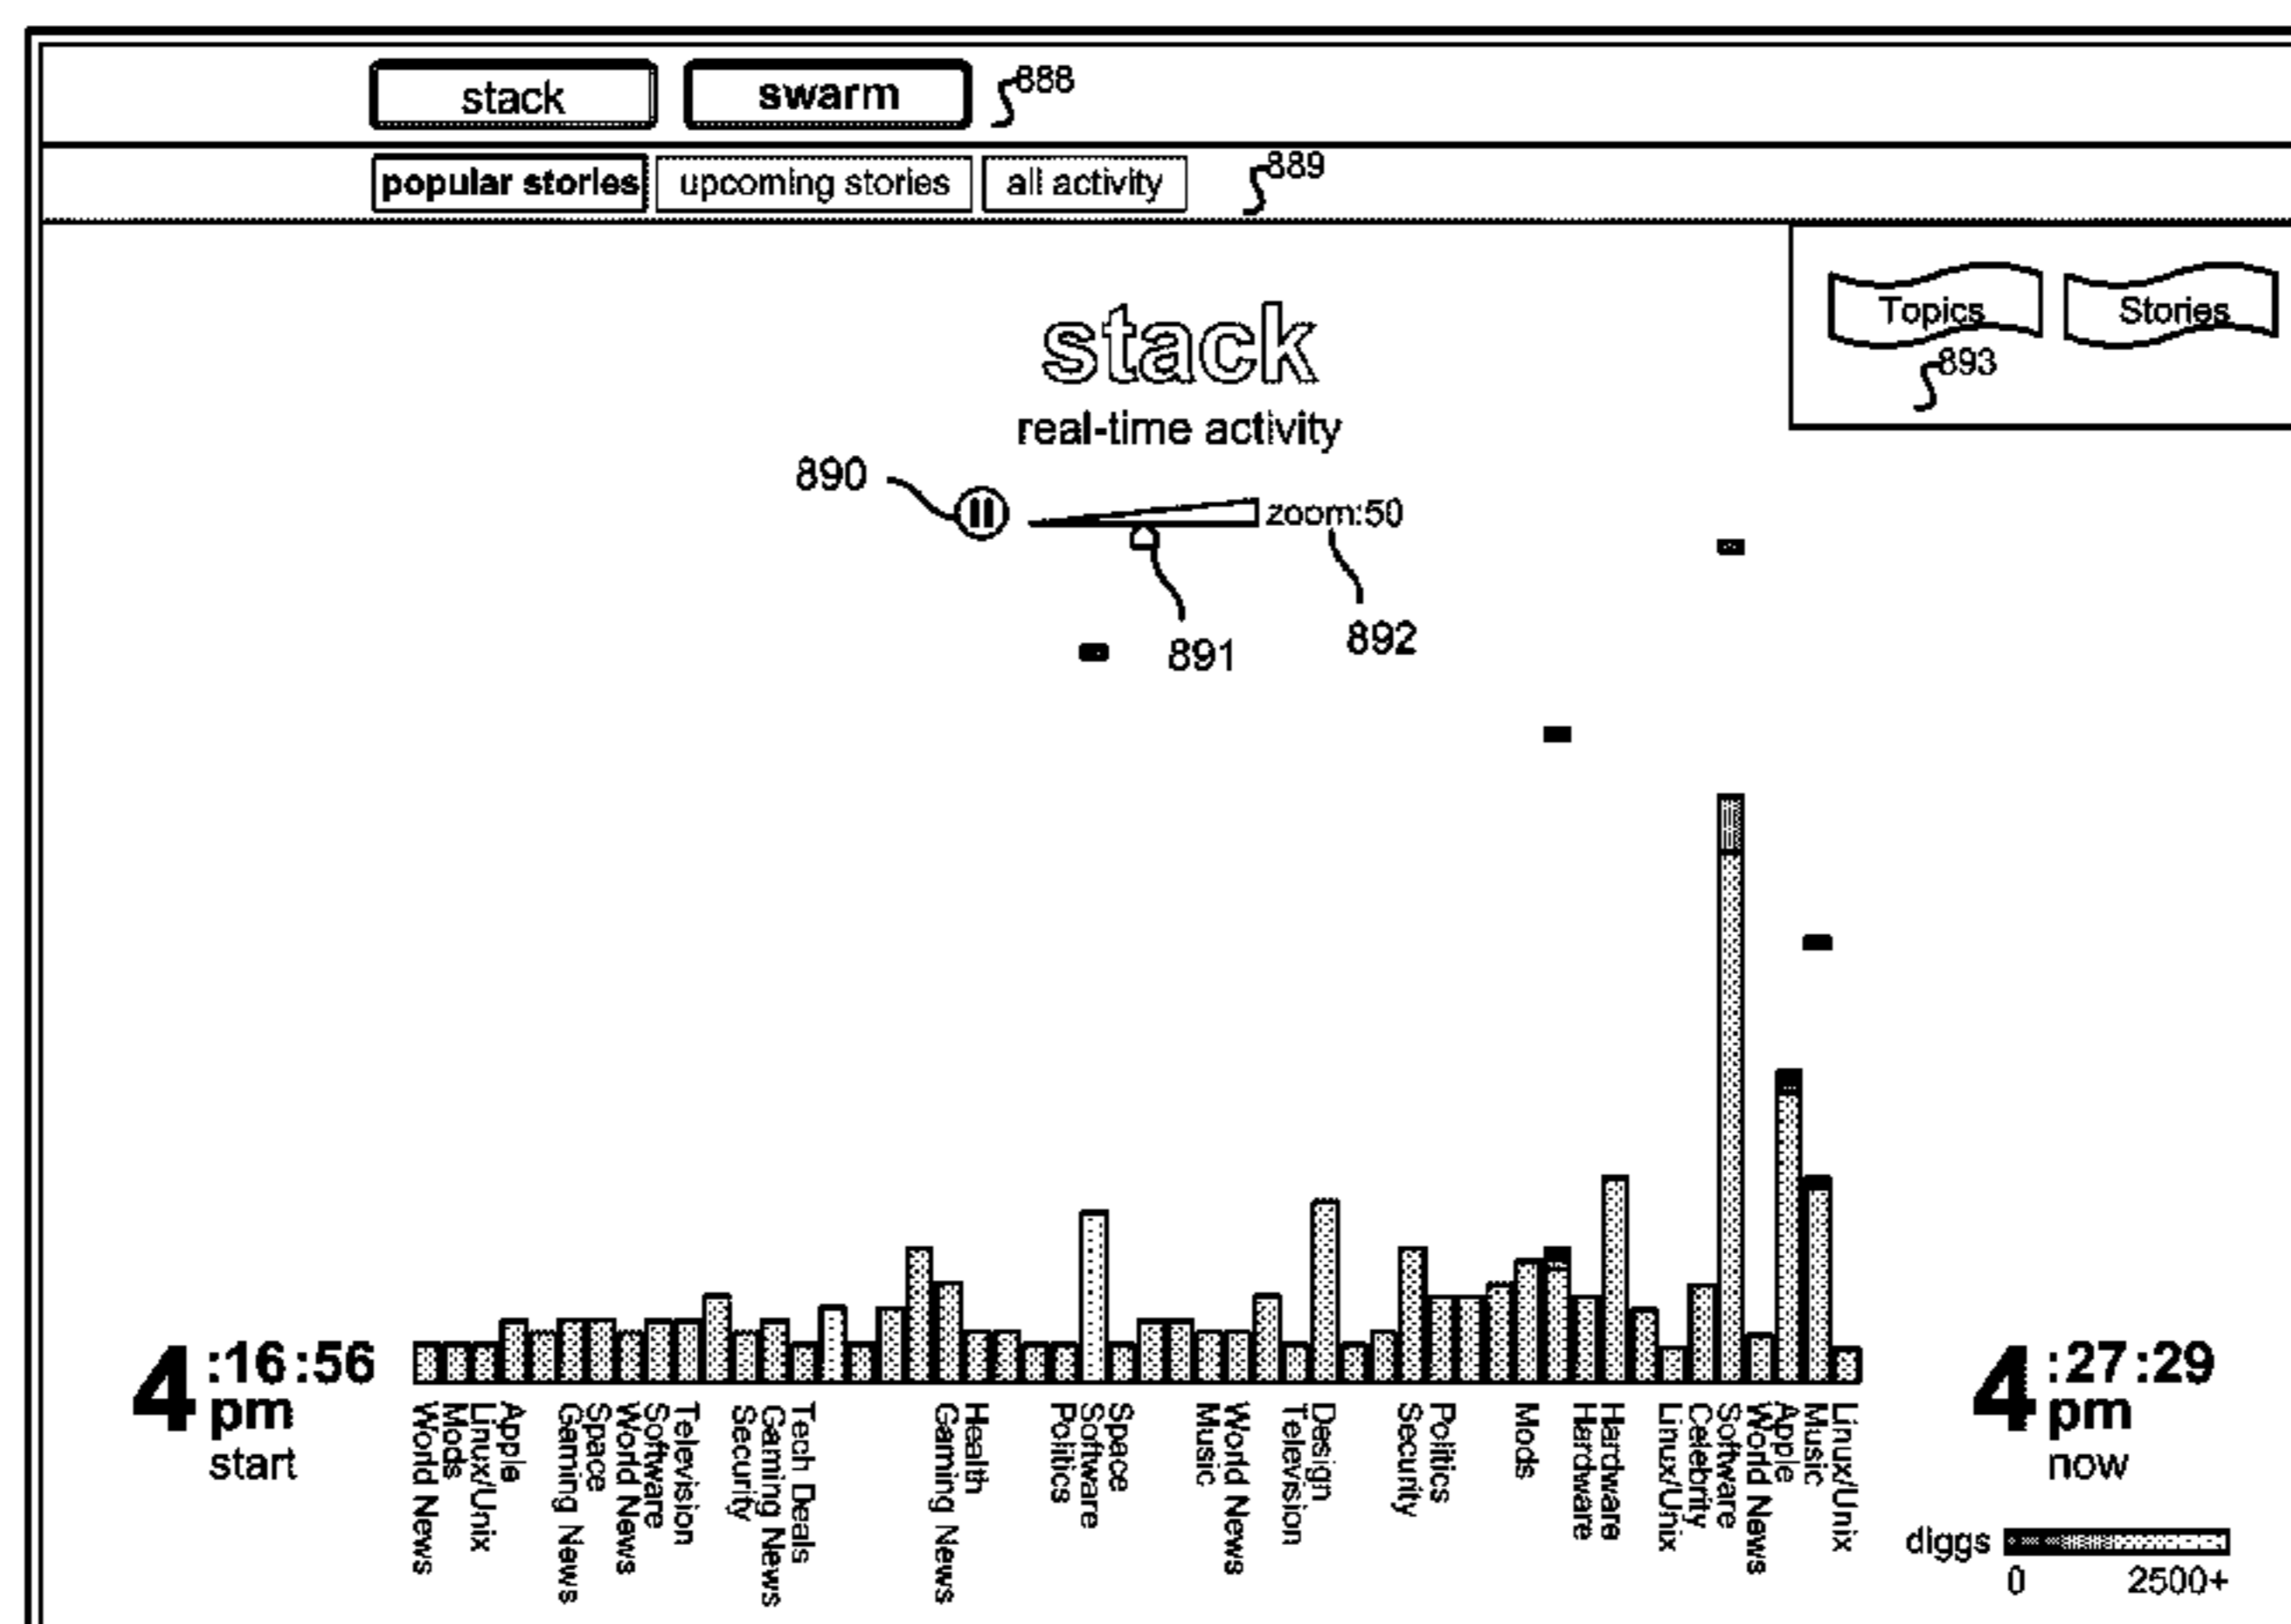 stack swarm 888
popular stories upcoming stories all activity 889
Topics Stories
893
stack
real-time activity
890 zoom:50
891 892
4 :16:56 pm
start
World News
Mods
Linux/Unix
Apple
Gaming News
Space
World News
Software
Television
Security
Gaming News
Tech Deals
Gaming News
Health
Politics
Software
Space
Music
World News
Television
Design
Security
Politics
Mods
Hardware
Hardware
Linux/Unix
Celebrity
Software
World News
Apple
Music
Linux/Unix
4 :27:29 pm
now
diggs
0 2500+